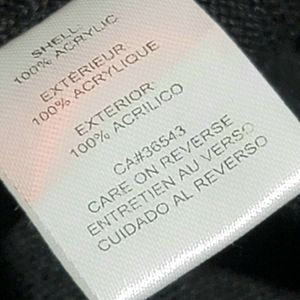 SHELL
100% ACRYLIC
EXTÉRIEUR:
100% ACRYLIQUE
EXTERIOR:
100% ACRILICO
CA#36543
CARE ON REVERSE
ENTRETIEN AU VERSO
CUIDADO AL REVERSO